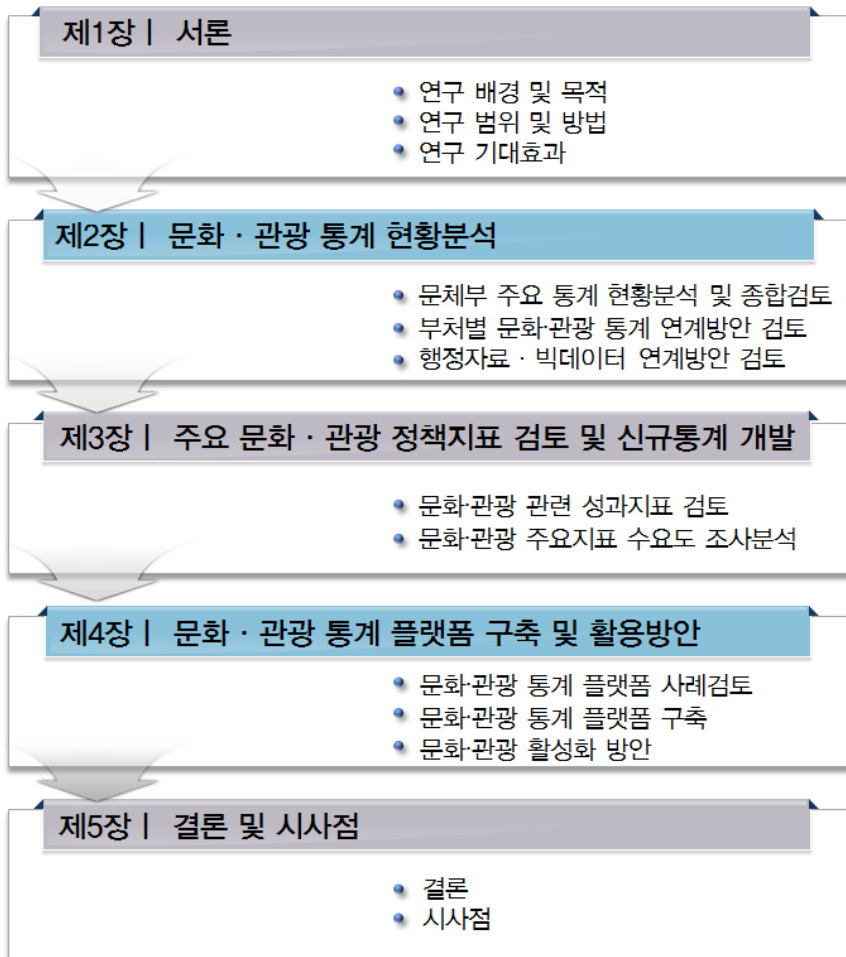 제1장 | 서론
연구 배경 및 목적
연구 범위 및 방법
연구 기대효과
제2장 | 문화 · 관광 통계 현황분석
문체부 주요 통계 현황분석 및 종합검토
부처별 문화·관광 통계 연계방안 검토
행정자료 · 빅데이터 연계방안 검토
제3장 | 주요 문화 · 관광 정책지표 검토 및 신규통계 개발
문화·관광 관련 성과지표 검토
문화·관광 주요지표 수요도 조사분석
제4장 | 문화 · 관광 통계 플랫폼 구축 및 활용방안
문화·관광 통계 플랫폼 사례검토
문화·관광 통계 플랫폼 구축
문화·관광 활성화 방안
제5장 | 결론 및 시사점
결론
시사점